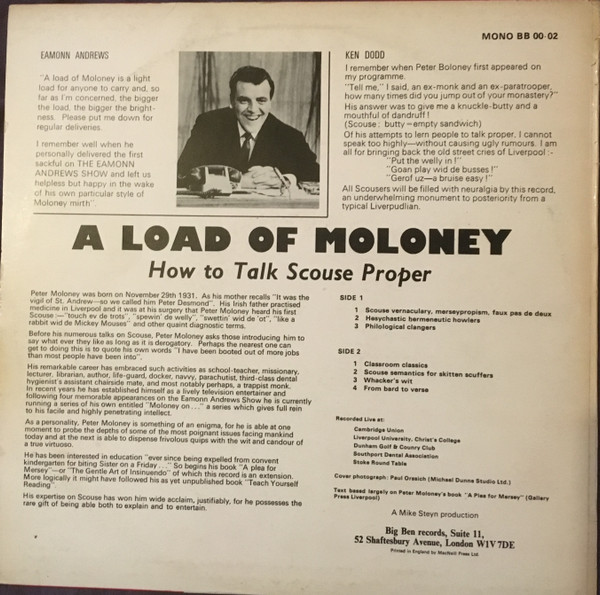 MONO BB 00·02
EAMONN ANDREWS
"A load of Moloney is a light
load for anyone to carry and, so
far as I'm concerned, the bigger
the load, the bigger the bright-
ness. Please put me down for
regular deliveries.
I remember well when he
personally delivered the first
sackful on THE EAMONN
ANDREWS SHOW and left us
helpless but happy in the wake
of his own particular style of
Moloney mirth".
KEN DODD
I remember when Peter Boloney first appeared on
my programme.
"Tell me," I said, an ex-monk and an ex-paratrooper,
how many times did you jump out of your monastery?"
His answer was to give me a knuckle-butty and a
mouthful of dandruff!
(Scouse: butty = empty sandwich)
Of his attempts to lern people to talk proper, I cannot
speak too highly—without causing ugly rumours. I am
all for bringing back the old street cries of Liverpool :-
"Put the welly in !"
"Goan play wid de busses !"
"Gerof uz—a bruise easy !"
All Scousers will be filled with neuralgia by this record,
an underwhelming monument to posteriority from a
typical Liverpudlian.
A LOAD OF MOLONEY
How to Talk Scouse Proper
Peter Moloney was born on November 29th 1931. As his mother recalls "It was the
vigil of St. Andrew—so we called him Peter Desmond". His Irish father practised
medicine in Liverpool and it was at his surgery that Peter Moloney heard his first
Scouse :—"touch ev de trots", "spewin' de welly", "swettin' wid de 'ot", "like a
rabbit wid de Mickey Mouses" and other quaint diagnostic terms.
Before his numerous talks on Scouse, Peter Moloney asks those introducing him to
say what ever they like as long as it is derogatory. Perhaps the nearest one can
get to doing this is to quote his own words "I have been booted out of more jobs
than most people have been into".
His remarkable career has embraced such activities as school-teacher, missionary,
lecturer, librarian, author, life-guard, docker, navvy, parachutist, third-class dental
hygienist's assistant chairside mate, and most notably perhaps, a trappist monk.
In recent years he has established himself as a lively television entertainer and
following four memorable appearances on the Eamonn Andrews Show he is currently
running a series of his own entitled "Moloney on . . ." a series which gives full rein
to his facile and highly penetrating intellect.
As a personality, Peter Moloney is something of an enigma, for he is able at one
moment to probe the depths of some of the most poignant issues facing mankind
today and at the next is able to dispense frivolous quips with the wit and candour of
a true virtuoso.
He has been interested in education "ever since being expelled from convent
kindergarten for biting Sister on a Friday . . ." So begins his book "A plea for
Mersey"—or "The Gentle Art of Insinuendo" of which this record is an extension.
More logically it might have followed his as yet unpublished book "Teach Yourself
Reading".
His expertise on Scouse has won him wide acclaim, justifiably, for he possesses the
rare gift of being able both to explain and to entertain.
SIDE 1
1 Scouse vernaculary, merseypropism, faux pas de deux
2 Hesychastic hermeneutic howlers
3 Philological clangers
SIDE 2
1 Classroom classics
2 Scouse semantics for skitten scuffers
3 Whacker's wit
4 From bard to verse
Recorded Live at:
Cambridge Union
Liverpool University, Christ's College
Dunham Golf & Counry Club
Southport Dental Association
Stoke Round Table
Cover photograph: Paul Orssich (Michael Dunne Studio Ltd.)
Text based largely on Peter Moloney's book "A Plea for Mersey" (Gallery
Press Liverpool)
A Mike Steyn production
Big Ben records, Suite 11,
52 Shaftesbury Avenue, London W1V 7DE
Printed in England by MacNeill Press Ltd.